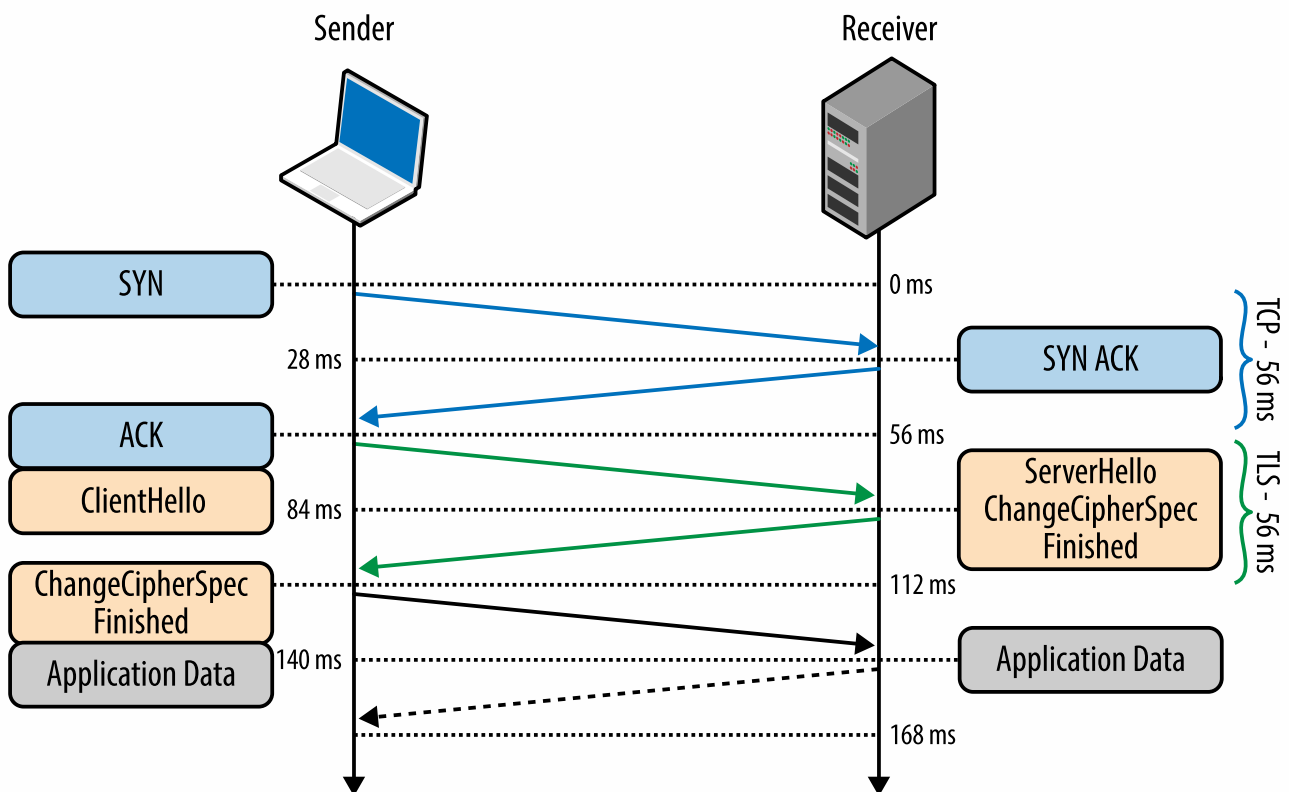 Sender
Receiver
SYN
0 ms
28 ms
SYN ACK
TCP - 56 ms
ACK
56 ms
ClientHello
84 ms
ServerHello
ChangeCipherSpec
Finished
TLS - 56 ms
ChangeCipherSpec
Finished
112 ms
Application Data
140 ms
Application Data
168 ms